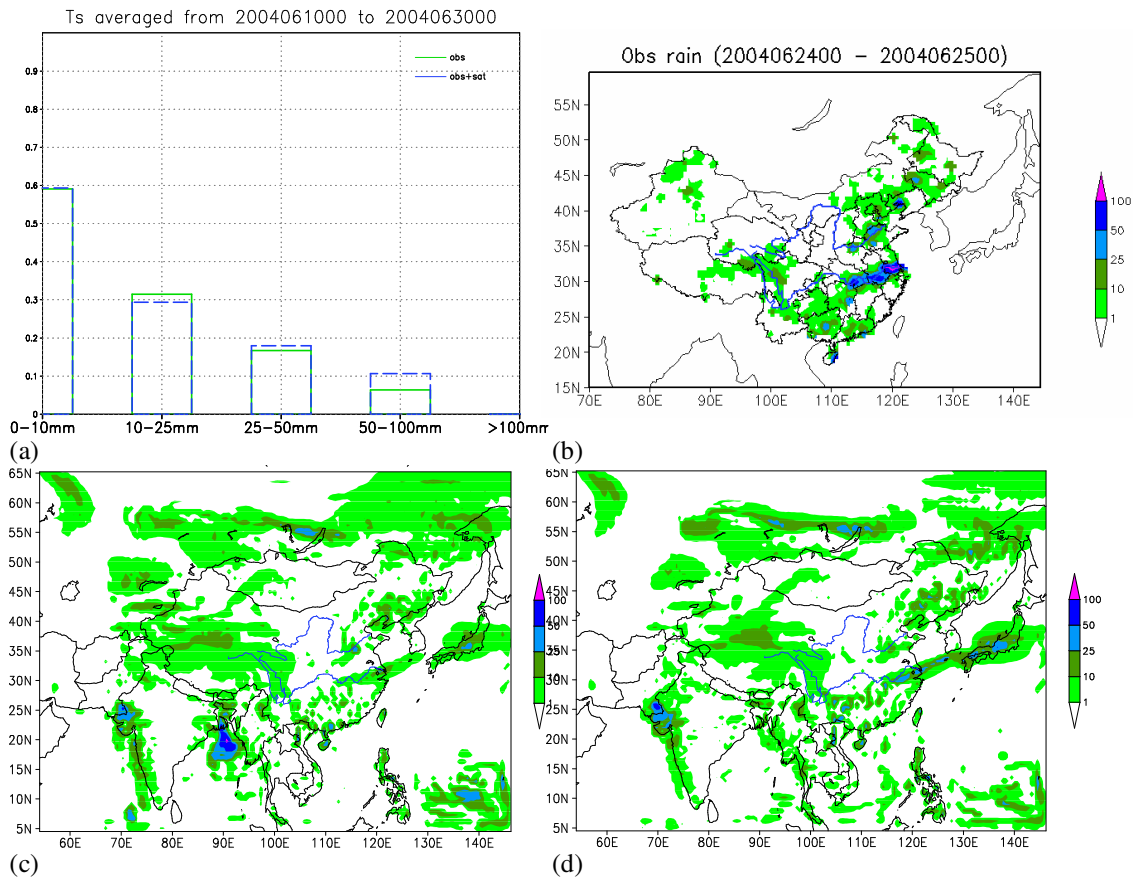 Ts averaged from 2004061000 to 2004063000
obs
obs+sat
0.9
0.8
0.7
0.6
0.5
0.4
0.3
0.2
0.1
0
0-10mm 10-25mm 25-50mm 50-100mm >100mm
(a)
Obs rain (2004062400 - 2004062500)
55N
50N
45N
40N
35N
30N
25N
20N
15N
70E 80E 90E 100E 110E 120E 130E 140E
100
50
25
10
1
(b)
65N
60N
55N
50N
45N
40N
35N
30N
25N
20N
15N
10N
5N
60E 70E 80E 90E 100E 110E 120E 130E 140E
100
50
35
10
(c)
65N
60N
55N
50N
45N
40N
35N
30N
25N
20N
15N
10N
5N
60E 70E 80E 90E 100E 110E 120E 130E 140E
100
50
25
10
1
(d)